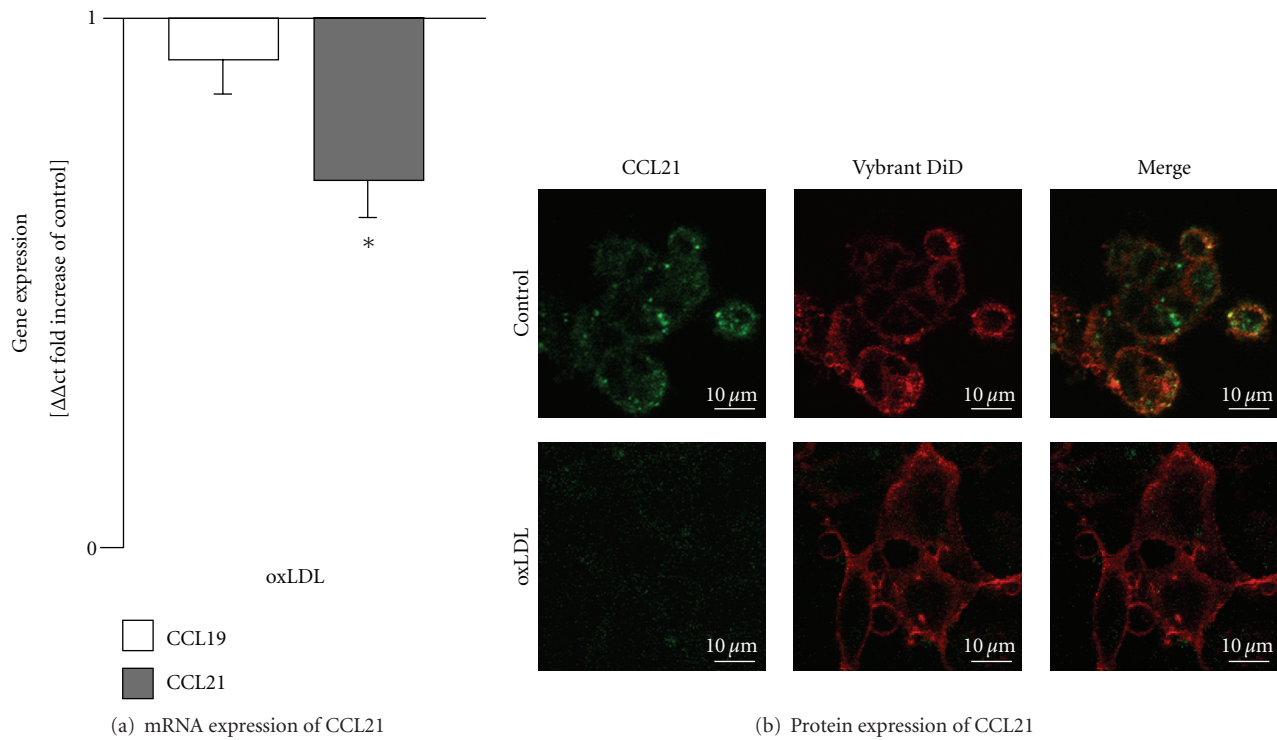 1
0
Gene expression
[ΔΔct fold increase of control]
*
oxLDL
CCL19
CCL21
(a) mRNA expression of CCL21
CCL21
Vybrant DiD
Merge
Control
10 µm
10 µm
10 µm
oxLDL
10 µm
10 µm
10 µm
(b) Protein expression of CCL21